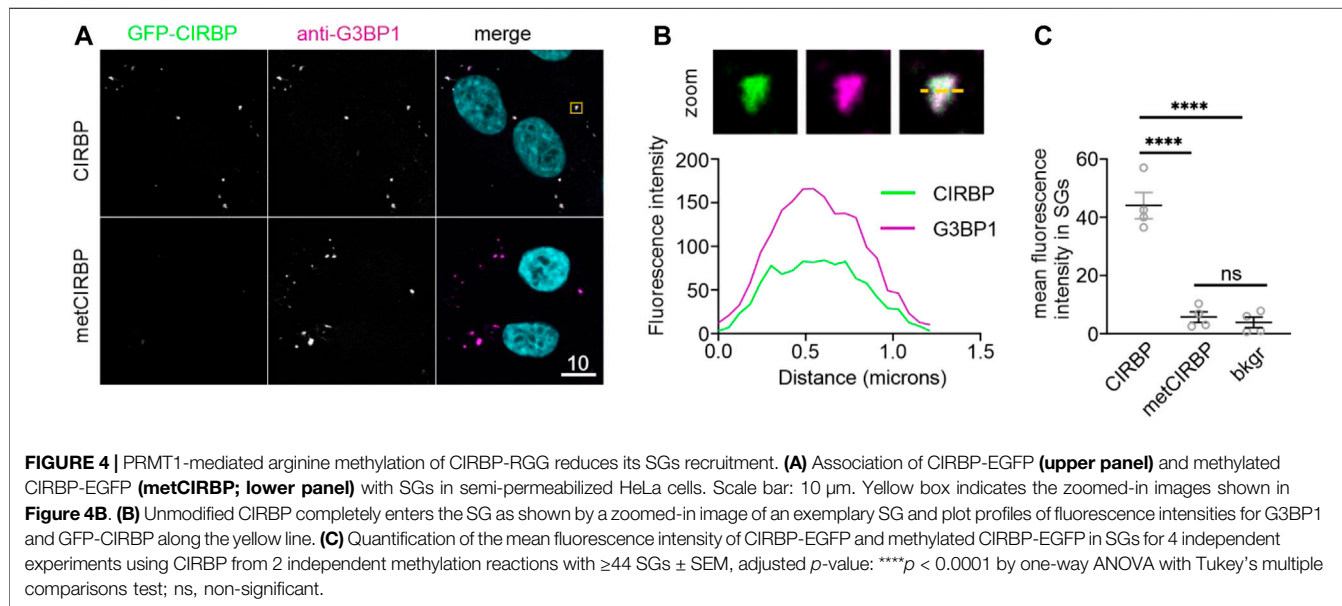 A
GFP-CIRBP anti-G3BP1 merge
CIRBP
metCIRBP
10
B
zoom
Fluorescence intensity
200
150
100
50
0
CIRBP
G3BP1
0.0 0.5 1.0 1.5
Distance (microns)
C
mean fluorescence
intensity in SGs
60
40
20
0
****
****
ns
CIRBP metCIRBP bkgr
FIGURE 4 | PRMT1-mediated arginine methylation of CIRBP-RGG reduces its SGs recruitment. (A) Association of CIRBP-EGFP (upper panel) and methylated
CIRBP-EGFP (metCIRBP; lower panel) with SGs in semi-permeabilized HeLa cells. Scale bar: 10 µm. Yellow box indicates the zoomed-in images shown in
Figure 4B. (B) Unmodified CIRBP completely enters the SG as shown by a zoomed-in image of an exemplary SG and plot profiles of fluorescence intensities for G3BP1
and GFP-CIRBP along the yellow line. (C) Quantification of the mean fluorescence intensity of CIRBP-EGFP and methylated CIRBP-EGFP in SGs for 4 independent
experiments using CIRBP from 2 independent methylation reactions with ≥44 SGs ± SEM, adjusted p-value: ****p < 0.0001 by one-way ANOVA with Tukey's multiple
comparisons test; ns, non-significant.